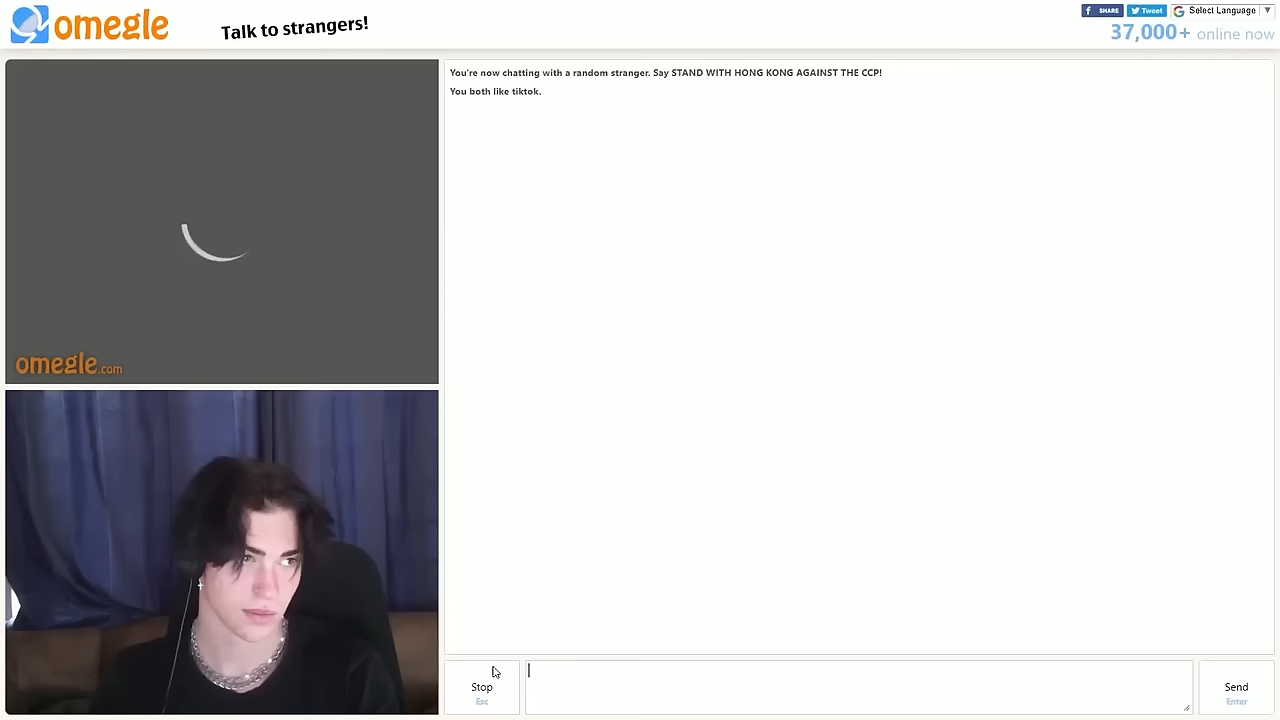 omegle
Talk to strangers!
SHARE
Tweet
Select Language
37,000+ online now
You're now chatting with a random stranger. Say STAND WITH HONG KONG AGAINST THE CCP!
You both like tiktok.
omegle.com
Stop
Esc
Send
Enter